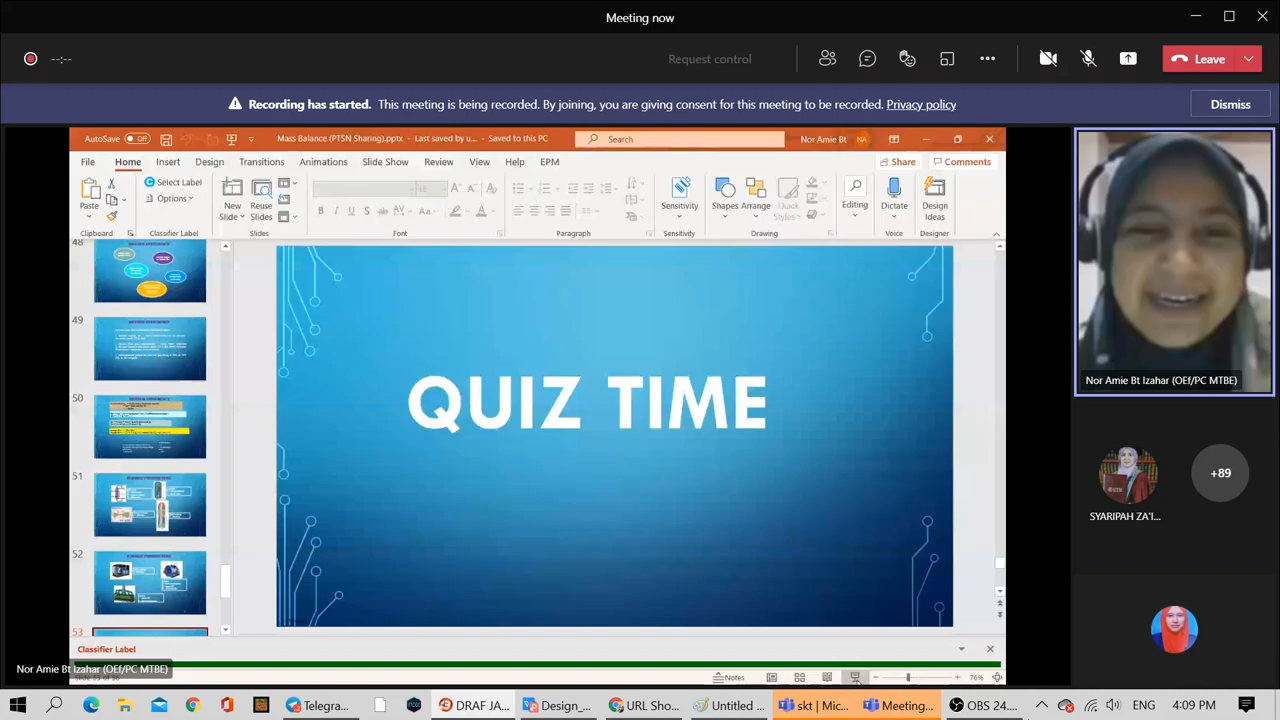 Meeting now
--:--
Request control
Leave
Recording has started. This meeting is being recorded. By joining, you are giving consent for this meeting to be recorded. Privacy policy
Dismiss
AutoSave Off
Mass Balance (PTSN Sharing).pptx - Last saved by u... - Saved to this PC
Search
Nor Amie Bt NA
File Home Insert Design Transitions Animations Slide Show Review View Help EPM
Share Comments
Paste
Select Label
Options
New Slide
Reuse Slides
Sensitivity
Shapes Arrange Quick Styles
Editing
Dictate
Design Ideas
Clipboard Classifier Label Slides Font Paragraph Sensitivity Drawing Voice Designer
48
49
50
51
52
53
QUIZ TIME
Nor Amie Bt Izahar (OEf/PC MTBE)
+89
SYARIPAH ZA'I...
Classifier Label
Nor Amie Bt Izahar (OEf/PC MTBE)
Notes
76%
Telegra...
DRAF JA...
Design_...
URL Sho...
Untitled ...
skt | Mic...
Meeting...
OBS 24....
ENG
4:09 PM